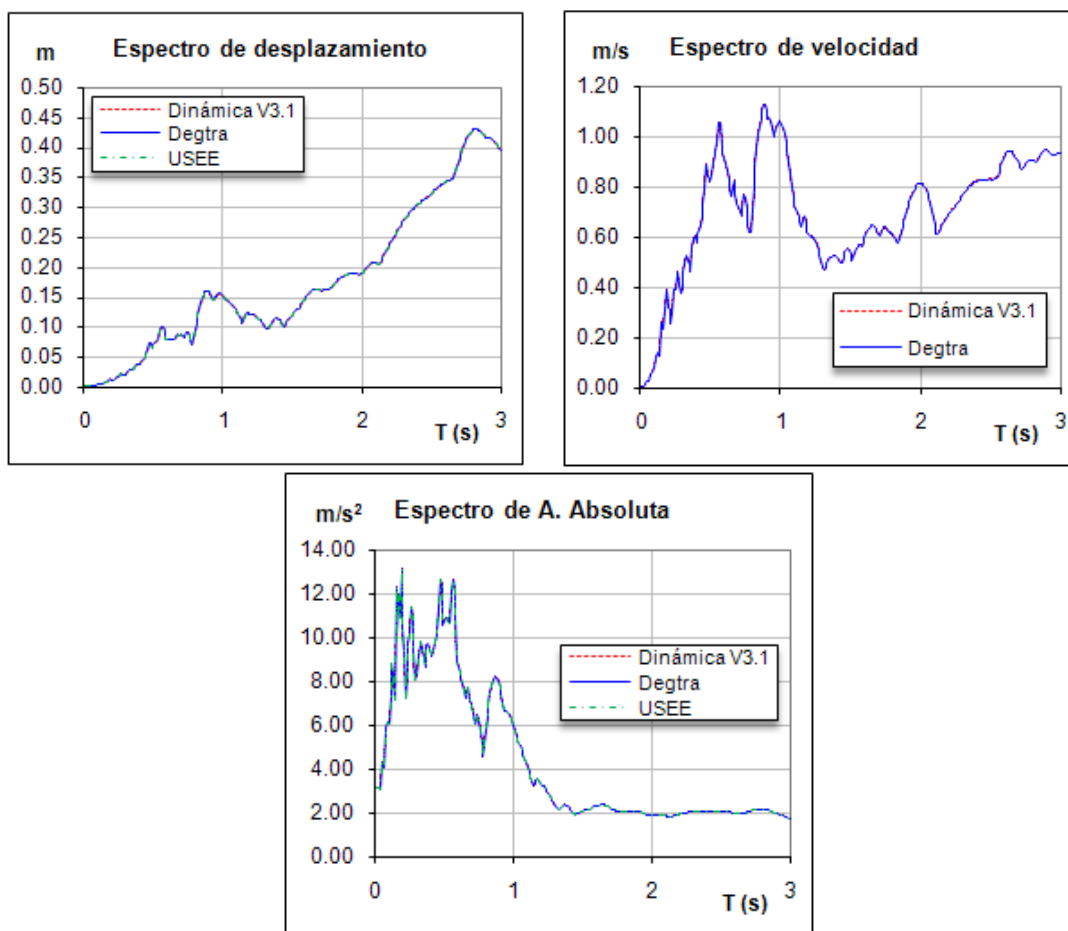 m Espectro de desplazamiento
0.50
0.45
0.40
0.35
0.30
0.25
0.20
0.15
0.10
0.05
0.00
Dinámica V3.1
Degtra
USEE
0 1 2 3
T (s)
m/s Espectro de velocidad
1.20
1.00
0.80
0.60
0.40
0.20
0.00
Dinámica V3.1
Degtra
0 1 2 3
T (s)
m/s² Espectro de A. Absoluta
14.00
12.00
10.00
8.00
6.00
4.00
2.00
0.00
Dinámica V3.1
Degtra
USEE
0 1 2 3
T (s)